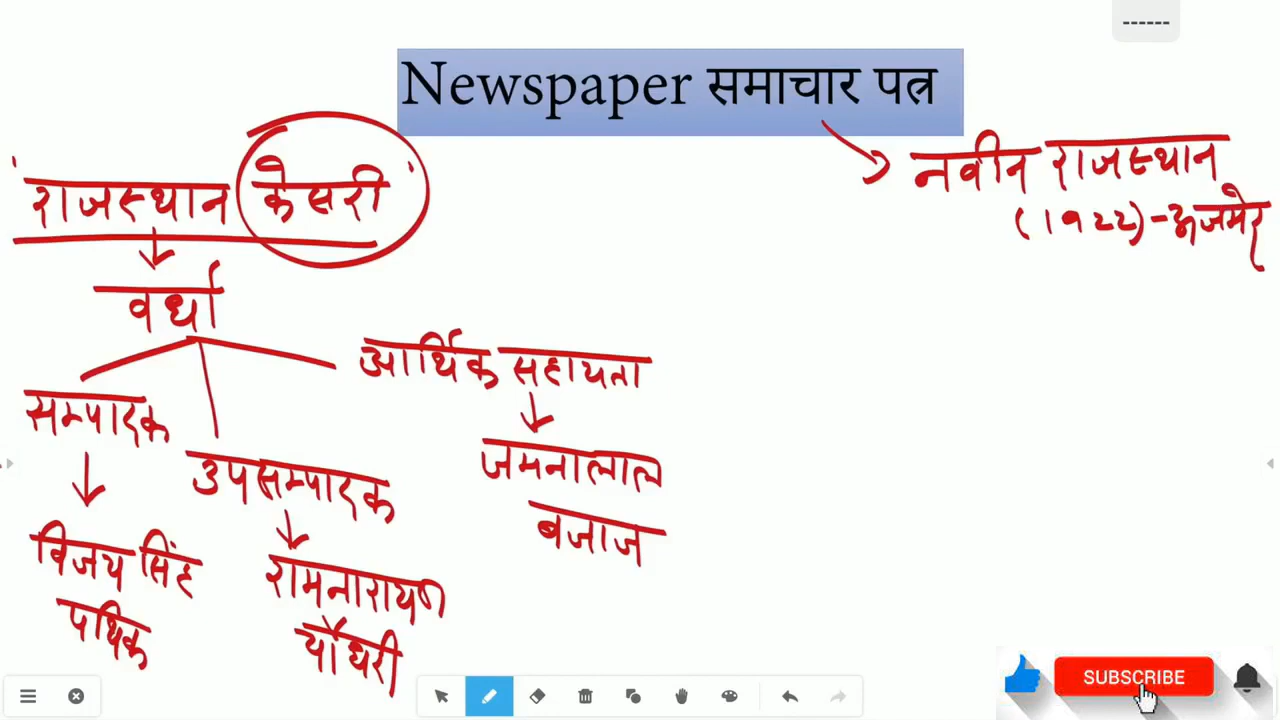 ------
Newspaper समाचार पत्र
'राजस्थान केसरी'
नवीन राजस्थान
(1922)-अजमेर
वर्धा
आर्थिक सहायता
सम्पादक
जमनालाल
उपसम्पादक
बजाज
विजय सिंह
रामनारायण
पथिक
चौधरी
SUBSCRIBE